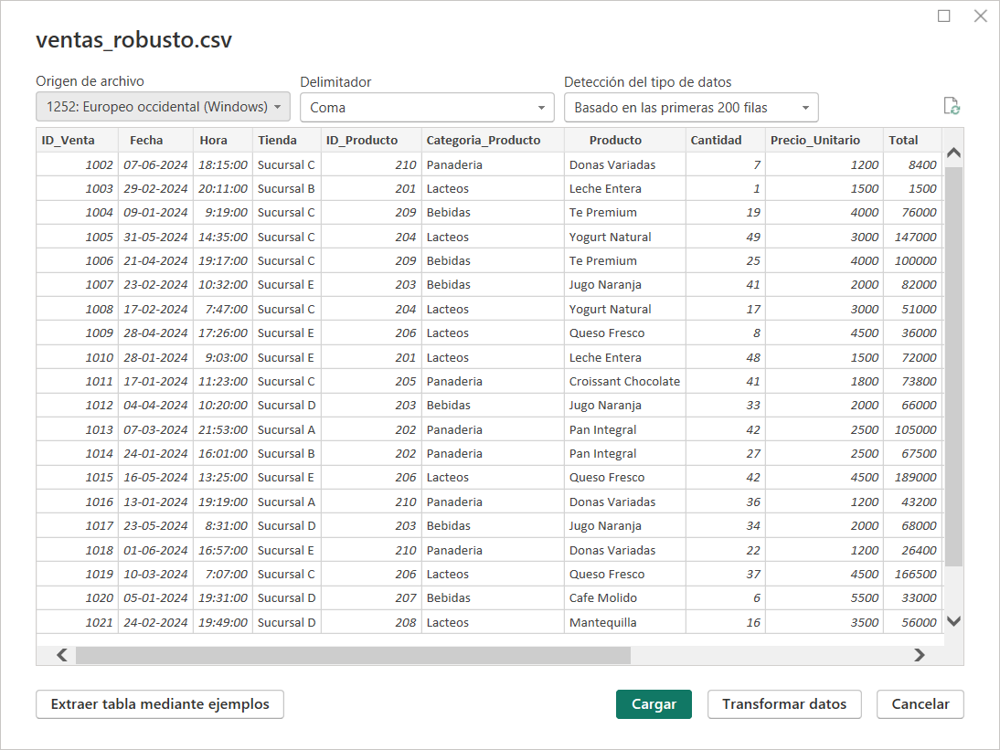 ventas_robusto.csv
Origen de archivo Delimitador Detección del tipo de datos
1252: Europeo occidental (Windows) Coma Basado en las primeras 200 filas
ID_Venta Fecha Hora Tienda ID_Producto Categoria_Producto Producto Cantidad Precio_Unitario Total
1002 07-06-2024 18:15:00 Sucursal C 210 Panaderia Donas Variadas 7 1200 8400
1003 29-02-2024 20:11:00 Sucursal B 201 Lacteos Leche Entera 1 1500 1500
1004 09-01-2024 9:19:00 Sucursal C 209 Bebidas Te Premium 19 4000 76000
1005 31-05-2024 14:35:00 Sucursal C 204 Lacteos Yogurt Natural 49 3000 147000
1006 21-04-2024 19:17:00 Sucursal C 209 Bebidas Te Premium 25 4000 100000
1007 23-02-2024 10:32:00 Sucursal E 203 Bebidas Jugo Naranja 41 2000 82000
1008 17-02-2024 7:47:00 Sucursal C 204 Lacteos Yogurt Natural 17 3000 51000
1009 28-04-2024 17:26:00 Sucursal E 206 Lacteos Queso Fresco 8 4500 36000
1010 28-01-2024 9:03:00 Sucursal E 201 Lacteos Leche Entera 48 1500 72000
1011 17-01-2024 11:23:00 Sucursal C 205 Panaderia Croissant Chocolate 41 1800 73800
1012 04-04-2024 10:20:00 Sucursal D 203 Bebidas Jugo Naranja 33 2000 66000
1013 07-03-2024 21:53:00 Sucursal A 202 Panaderia Pan Integral 42 2500 105000
1014 24-01-2024 16:01:00 Sucursal B 202 Panaderia Pan Integral 27 2500 67500
1015 16-05-2024 13:25:00 Sucursal E 206 Lacteos Queso Fresco 42 4500 189000
1016 13-01-2024 19:19:00 Sucursal A 210 Panaderia Donas Variadas 36 1200 43200
1017 23-05-2024 8:31:00 Sucursal D 203 Bebidas Jugo Naranja 34 2000 68000
1018 01-06-2024 16:57:00 Sucursal E 210 Panaderia Donas Variadas 22 1200 26400
1019 10-03-2024 7:07:00 Sucursal C 206 Lacteos Queso Fresco 37 4500 166500
1020 05-01-2024 19:31:00 Sucursal D 207 Bebidas Cafe Molido 6 5500 33000
1021 24-02-2024 19:49:00 Sucursal D 208 Lacteos Mantequilla 16 3500 56000
Extraer tabla mediante ejemplos Cargar Transformar datos Cancelar